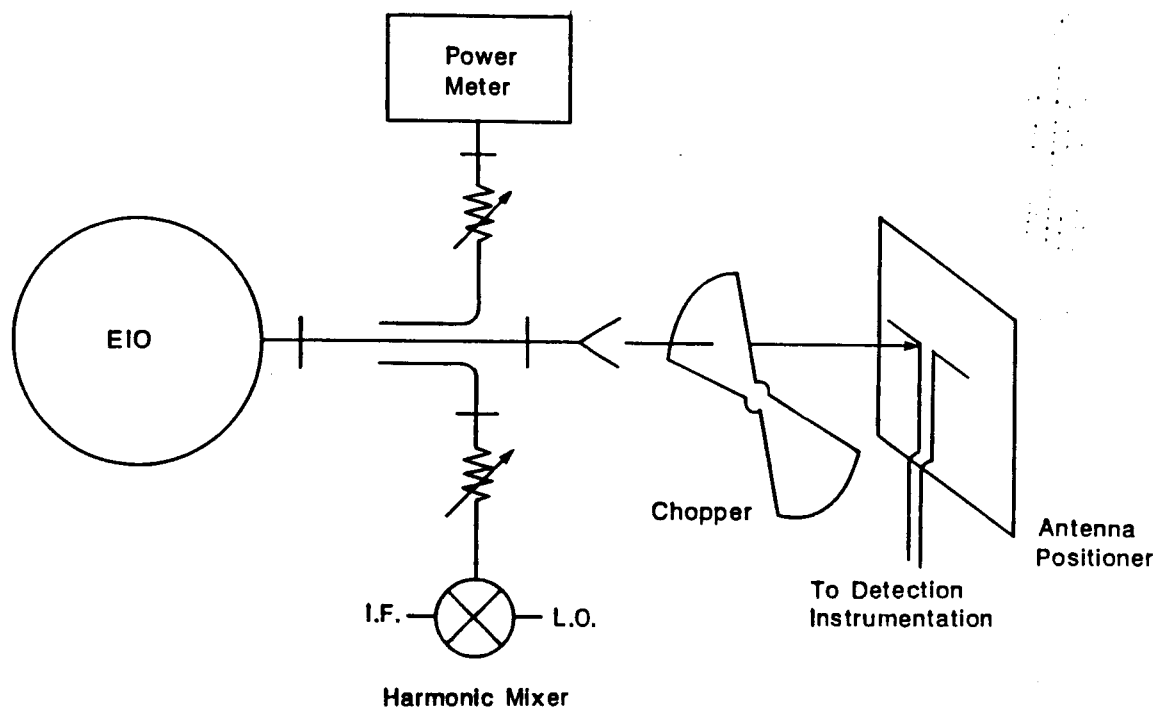 Power
Meter
EIO
Chopper
Antenna
Positioner
To Detection
Instrumentation
I.F.
L.O.
Harmonic Mixer